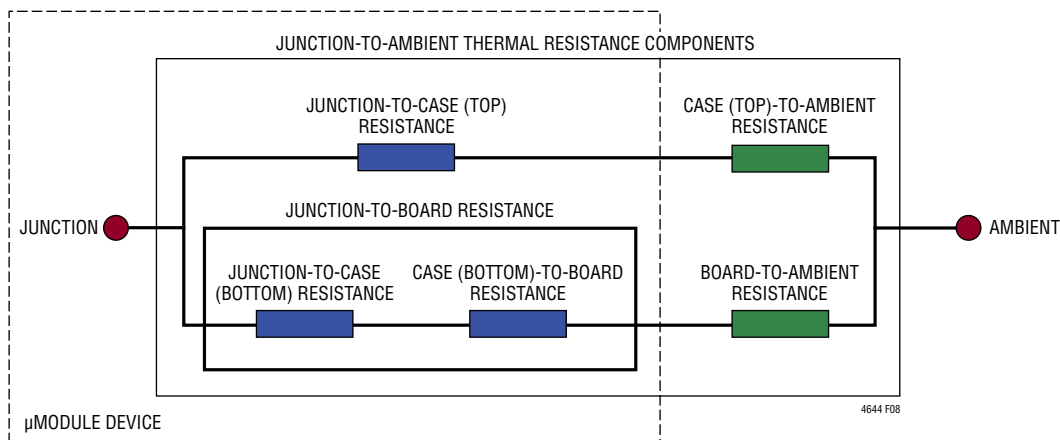 JUNCTION-TO-AMBIENT THERMAL RESISTANCE COMPONENTS
JUNCTION-TO-CASE (TOP)
RESISTANCE
CASE (TOP)-TO-AMBIENT
RESISTANCE
JUNCTION
JUNCTION-TO-BOARD RESISTANCE
AMBIENT
JUNCTION-TO-CASE
(BOTTOM) RESISTANCE
CASE (BOTTOM)-TO-BOARD
RESISTANCE
BOARD-TO-AMBIENT
RESISTANCE
4644 F08
µMODULE DEVICE